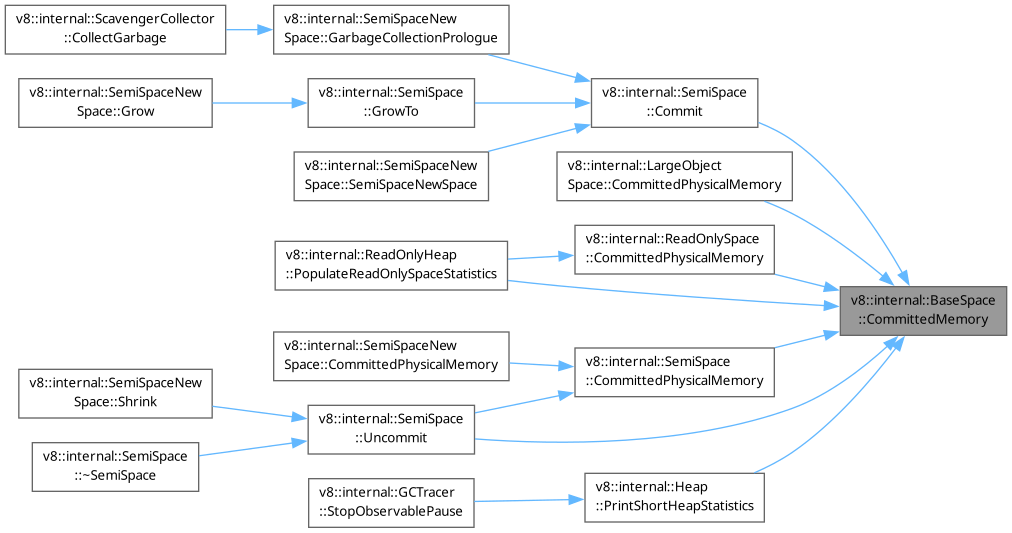 v8::internal::ScavengerCollector
::CollectGarbage
v8::internal::SemiSpaceNew
Space::GarbageCollectionPrologue
v8::internal::SemiSpaceNew
Space::Grow
v8::internal::SemiSpace
::GrowTo
v8::internal::SemiSpace
::Commit
v8::internal::SemiSpaceNew
Space::SemiSpaceNewSpace
v8::internal::LargeObject
Space::CommittedPhysicalMemory
v8::internal::ReadOnlyHeap
::PopulateReadOnlySpaceStatistics
v8::internal::ReadOnlySpace
::CommittedPhysicalMemory
v8::internal::BaseSpace
::CommittedMemory
v8::internal::SemiSpaceNew
Space::CommittedPhysicalMemory
v8::internal::SemiSpace
::CommittedPhysicalMemory
v8::internal::SemiSpaceNew
Space::Shrink
v8::internal::SemiSpace
::Uncommit
v8::internal::SemiSpace
::~SemiSpace
v8::internal::GCTracer
::StopObservablePause
v8::internal::Heap
::PrintShortHeapStatistics